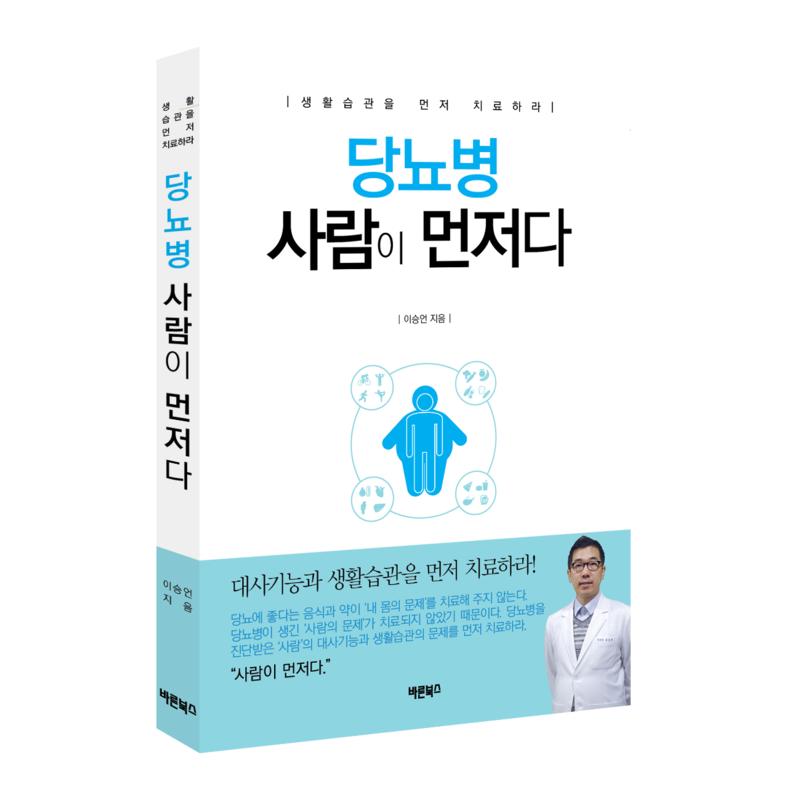 생활
습관을
먼저
치료하라
당뇨병 사람이 먼저다
이승언
지음
바른북스
|생활습관을 먼저 치료하라|
당뇨병
사람이 먼저다
| 이승언 지음 |
대사기능과 생활습관을 먼저 치료하라!
당뇨에 좋다는 음식과 약이 '내 몸의 문제'를 치료해 주지 않는다.
당뇨병이 생긴 '사람의 문제'가 치료되지 않았기 때문이다. 당뇨병을
진단받은 '사람'의 대사기능과 생활습관의 문제를 먼저 치료하라.
“사람이 먼저다.”
바른북스